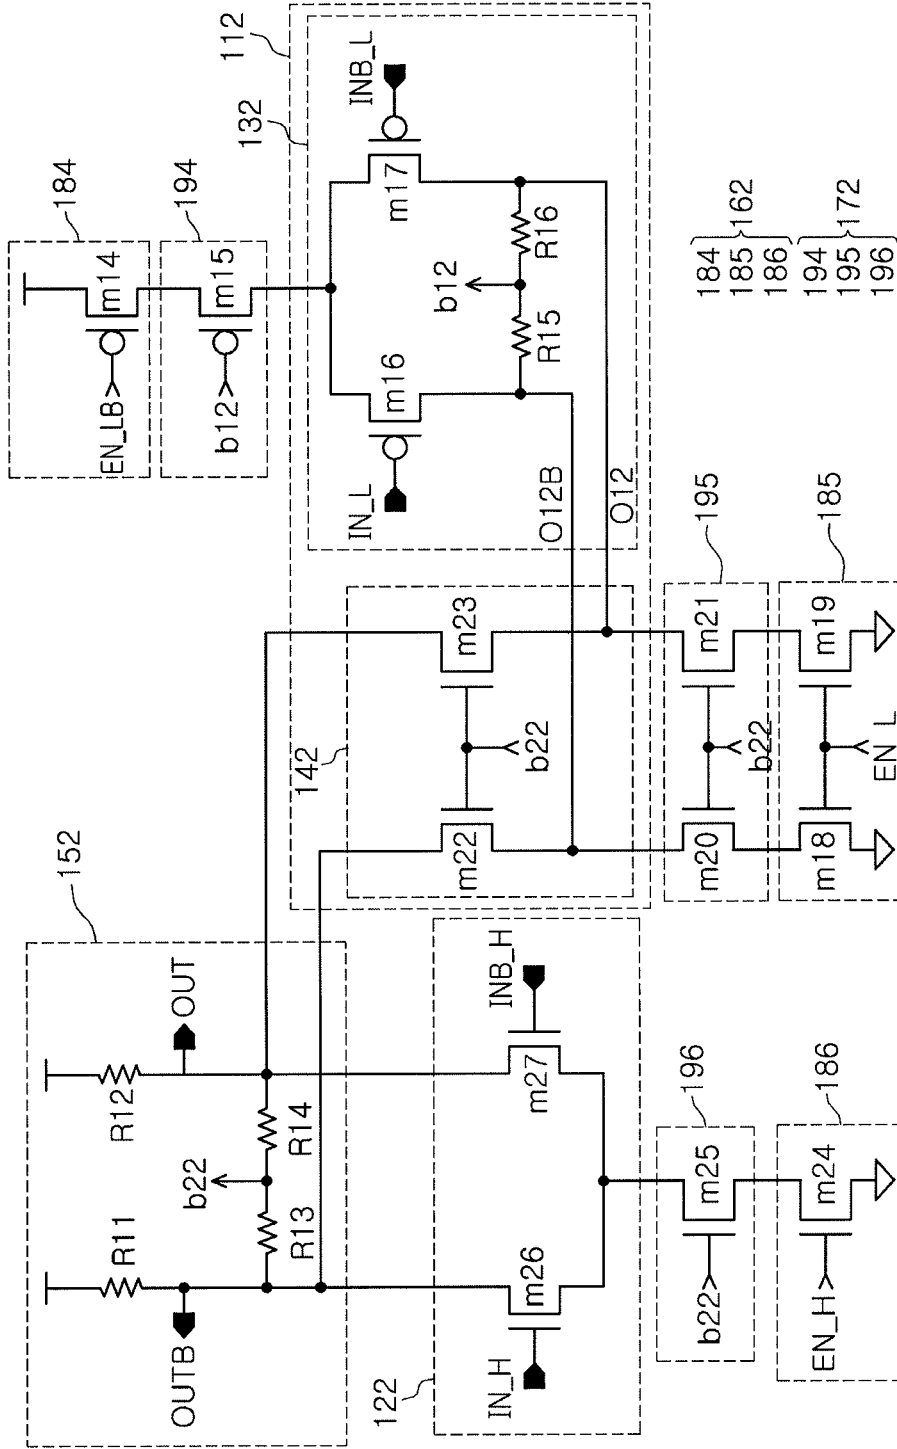 152
R12
OUT
R11
b22
R14
R13
OUTB
184
m14
EN_LB
194
m15
b12
132
112
INB_L
m17
m16
IN_L
b12
R16
R15
O12B
O12
142
m23
m22
b22
122
INB_H
m27
m26
IN_H
195
m21
m20
b22
185
m19
m18
EN_L
196
m25
b22
186
m24
EN_H
184
185
186
162
194
195
196
172